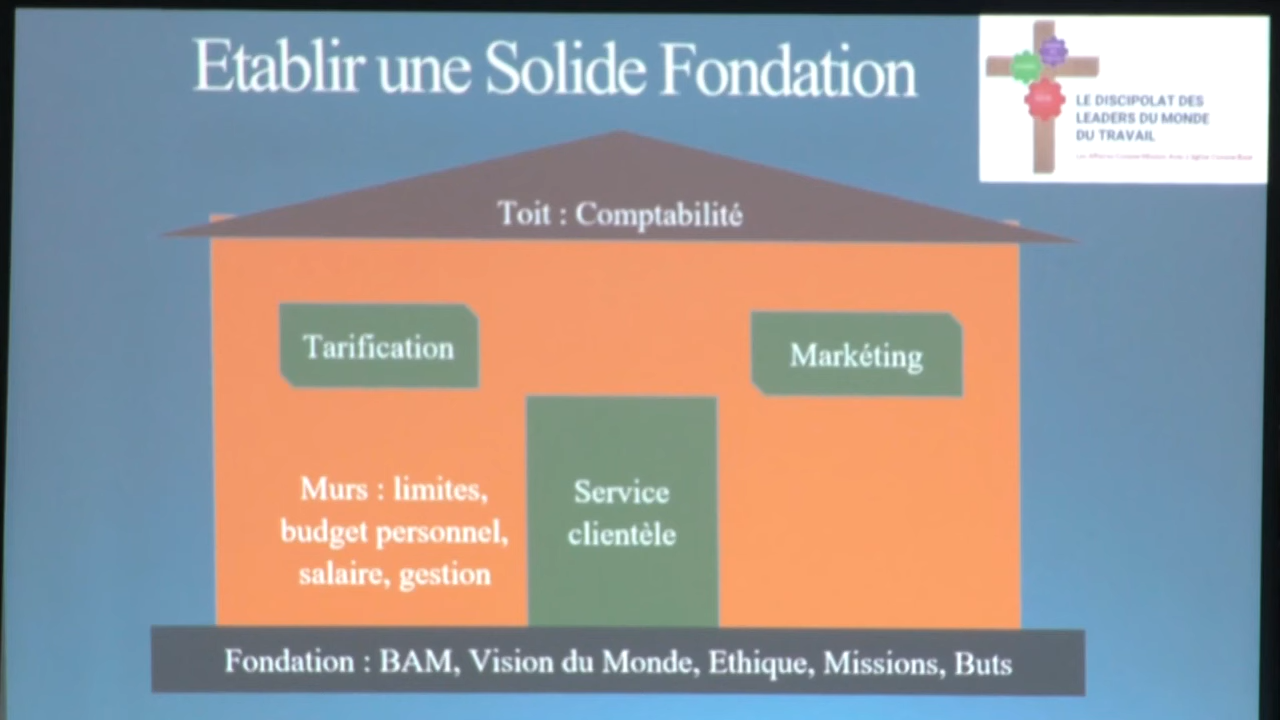 Etablir une Solide Fondation
LE DISCIPOLAT DES
LEADERS DU MONDE
DU TRAVAIL
Toit : Comptabilité
Tarification
Markéting
Murs : limites,
budget personnel,
salaire, gestion
Service
clientèle
Fondation : BAM, Vision du Monde, Ethique, Missions, Buts